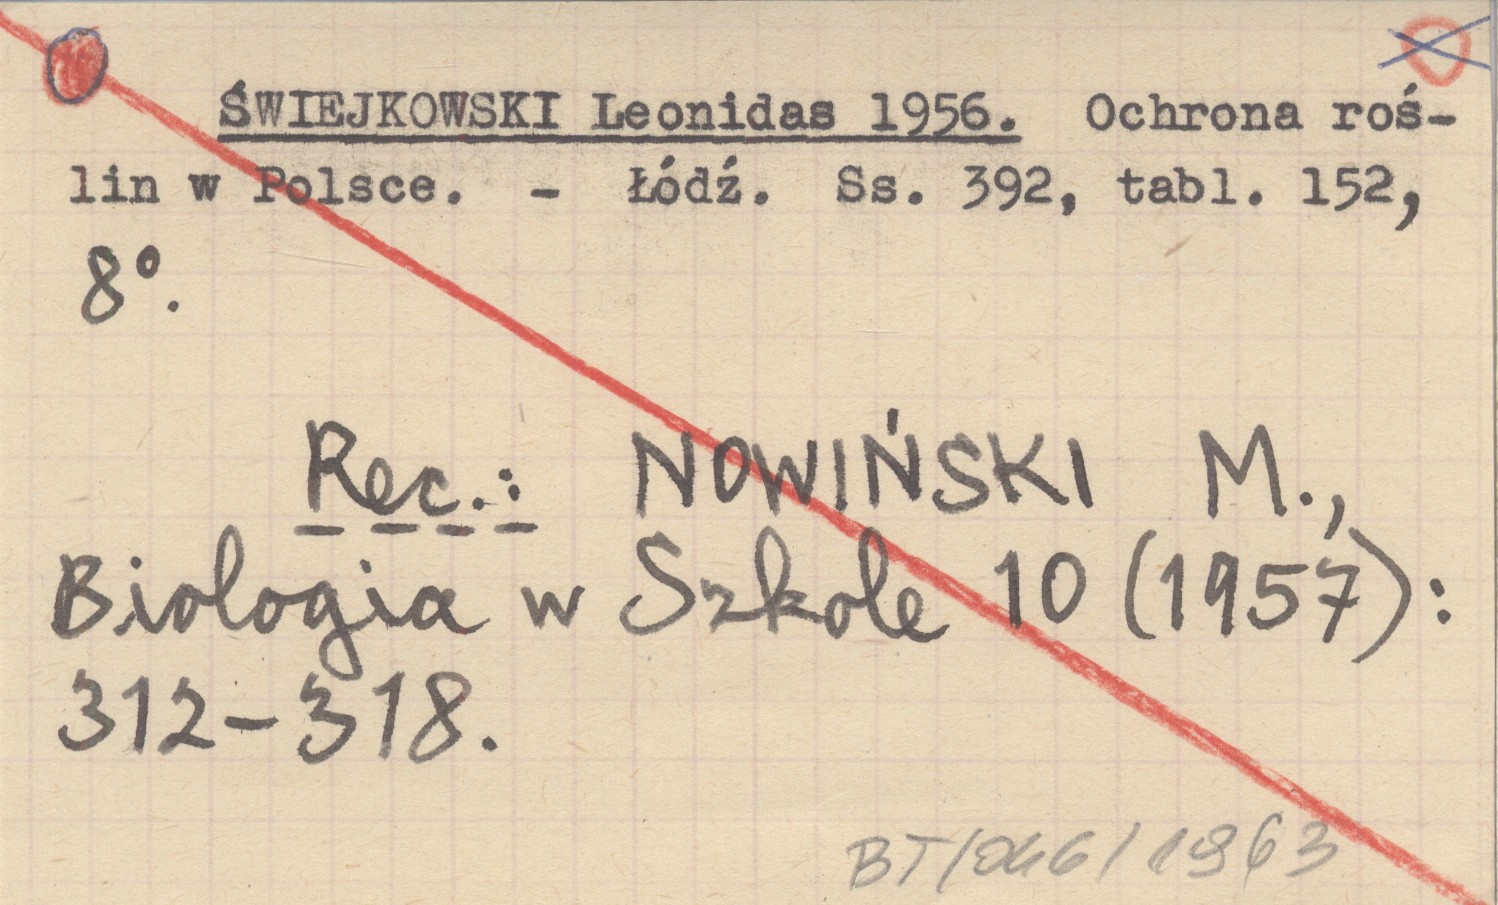 ŚWIEJKOWSKI Leonidas 1956. Ochrona roś-
lin w Polsce. - Łódź. Ss. 392, tabl. 152,
8°.
Rec.: NOWIŃSKI M.,
Biologia w Szkole 10 (1957):
312-318.
BT/046/1963